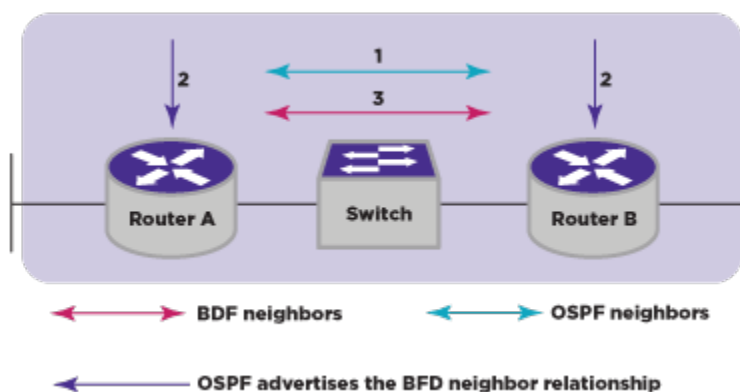 1
2
2
3
Router A
Switch
Router B
BDF neighbors
OSPF neighbors
OSPF advertises the BFD neighbor relationship